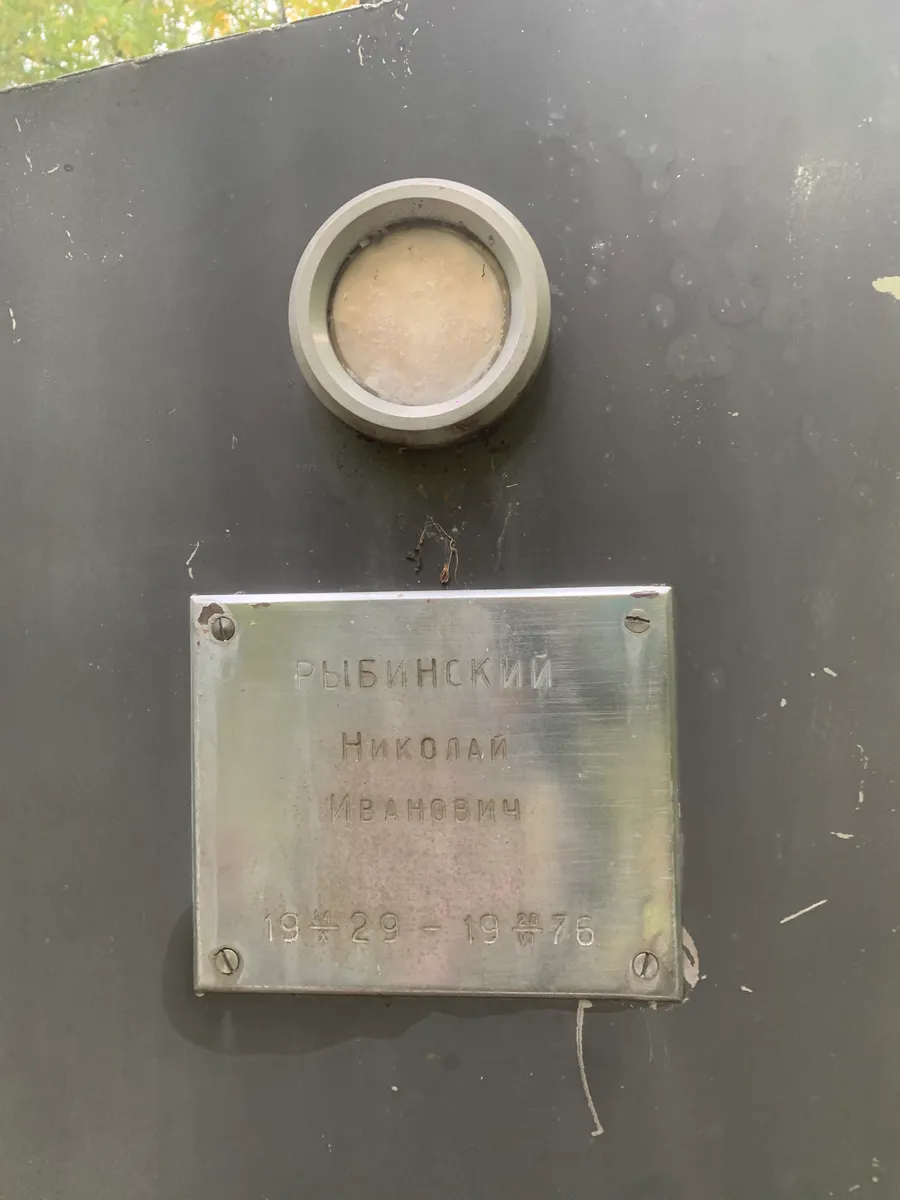 РЫБИНСКИЙ
Николай
Иванович
19 14/X 29 – 19 20/VI 76